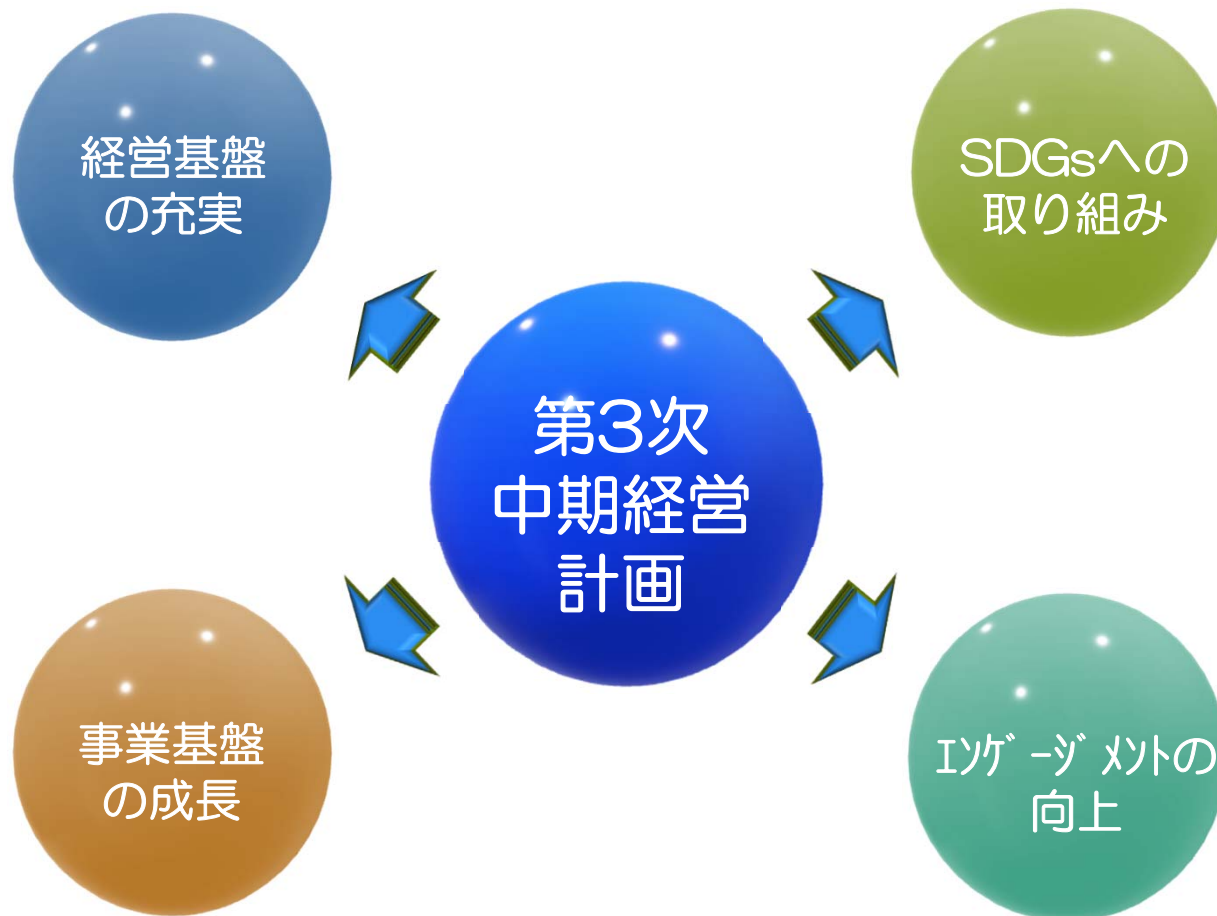 経営基盤
の充実
SDGsへの
取り組み
第3次
中期経営
計画
事業基盤
の成長
ｴﾝｹﾞｰｼﾞﾒﾝﾄの
向上